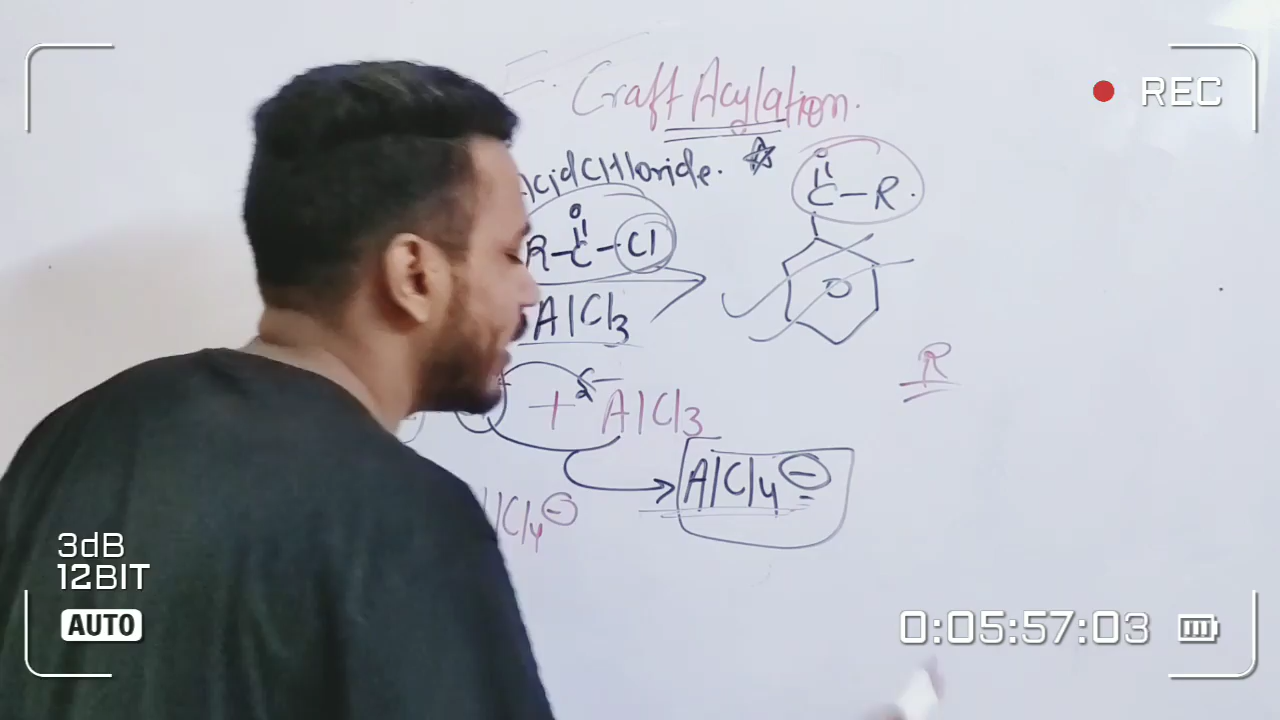 REC
F. Craft Acylation.
Acid CHloride.
O
C-R.
O
R-C-Cl
AlCl3
R
+ AlCl3
AlCl4-
AlCl4-
3dB
12BIT
AUTO
0:05:57:03